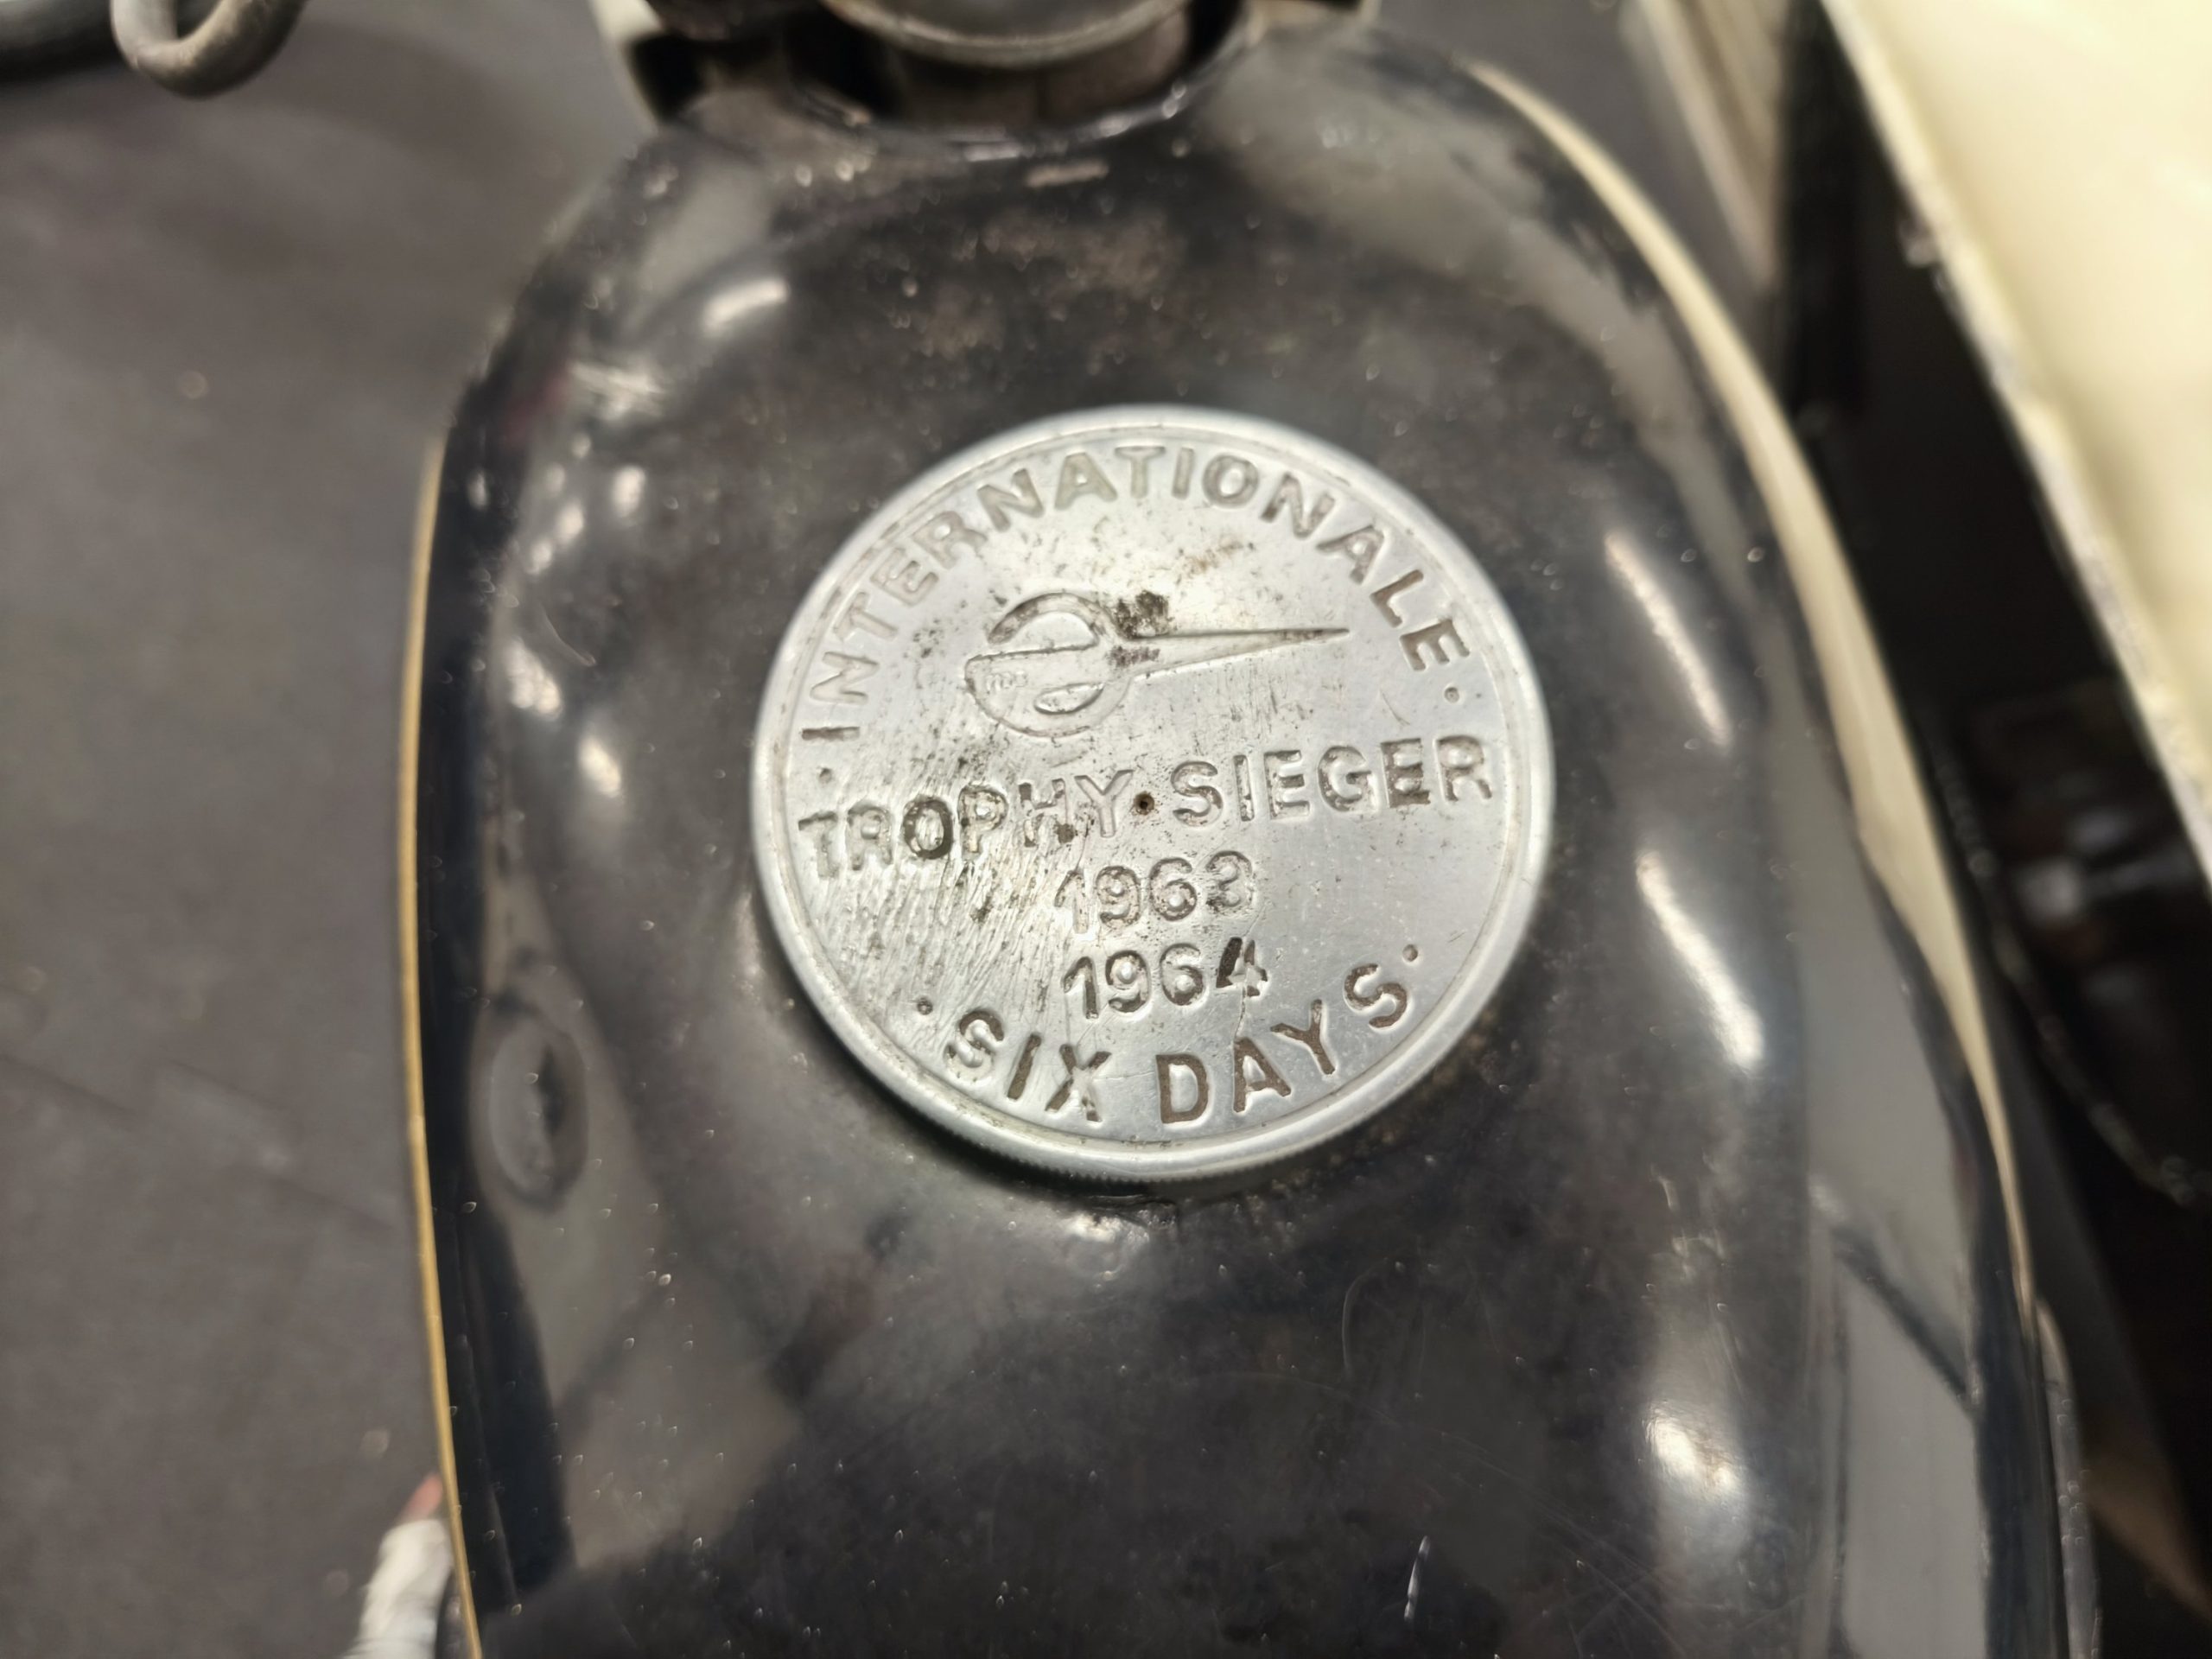 · INTERNATIONALE ·
TROPHY · SIEGER
1963
1964
· SIX DAYS ·